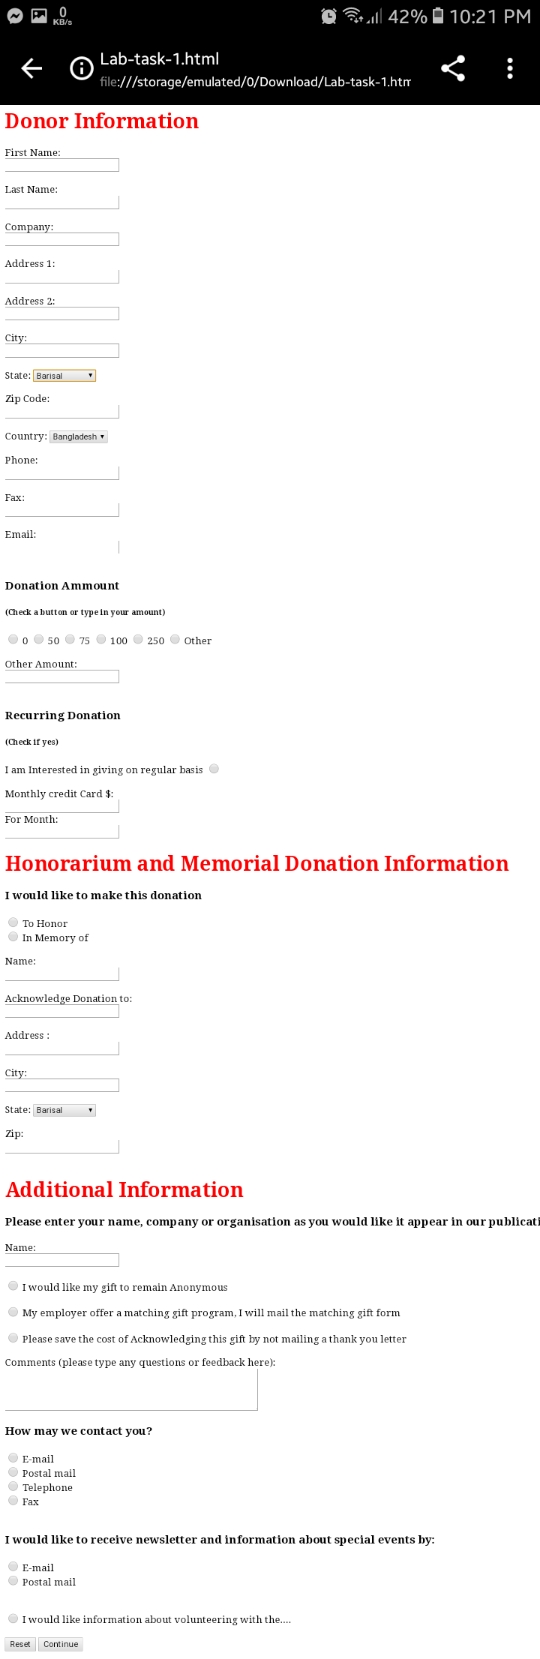 0
KB/s
42%
10:21 PM
Lab-task-1.html
file:///storage/emulated/0/Download/Lab-task-1.htm
Donor Information
First Name:
Last Name:
Company:
Address 1:
Address 2:
City:
State: Barisal
Zip Code:
Country: Bangladesh
Phone:
Fax:
Email:
Donation Ammount
(Check a button or type in your amount)
0 50 75 100 250 Other
Other Amount:
Recurring Donation
(Check if yes)
I am Interested in giving on regular basis
Monthly credit Card $:
For Month:
Honorarium and Memorial Donation Information
I would like to make this donation
To Honor
In Memory of
Name:
Acknowledge Donation to:
Address :
City:
State: Barisal
Zip:
Additional Information
Please enter your name, company or organisation as you would like it appear in our publicati
Name:
I would like my gift to remain Anonymous
My employer offer a matching gift program, I will mail the matching gift form
Please save the cost of Acknowledging this gift by not mailing a thank you letter
Comments (please type any questions or feedback here):
How may we contact you?
E-mail
Postal mail
Telephone
Fax
I would like to receive newsletter and information about special events by:
E-mail
Postal mail
I would like information about volunteering with the....
Reset Continue